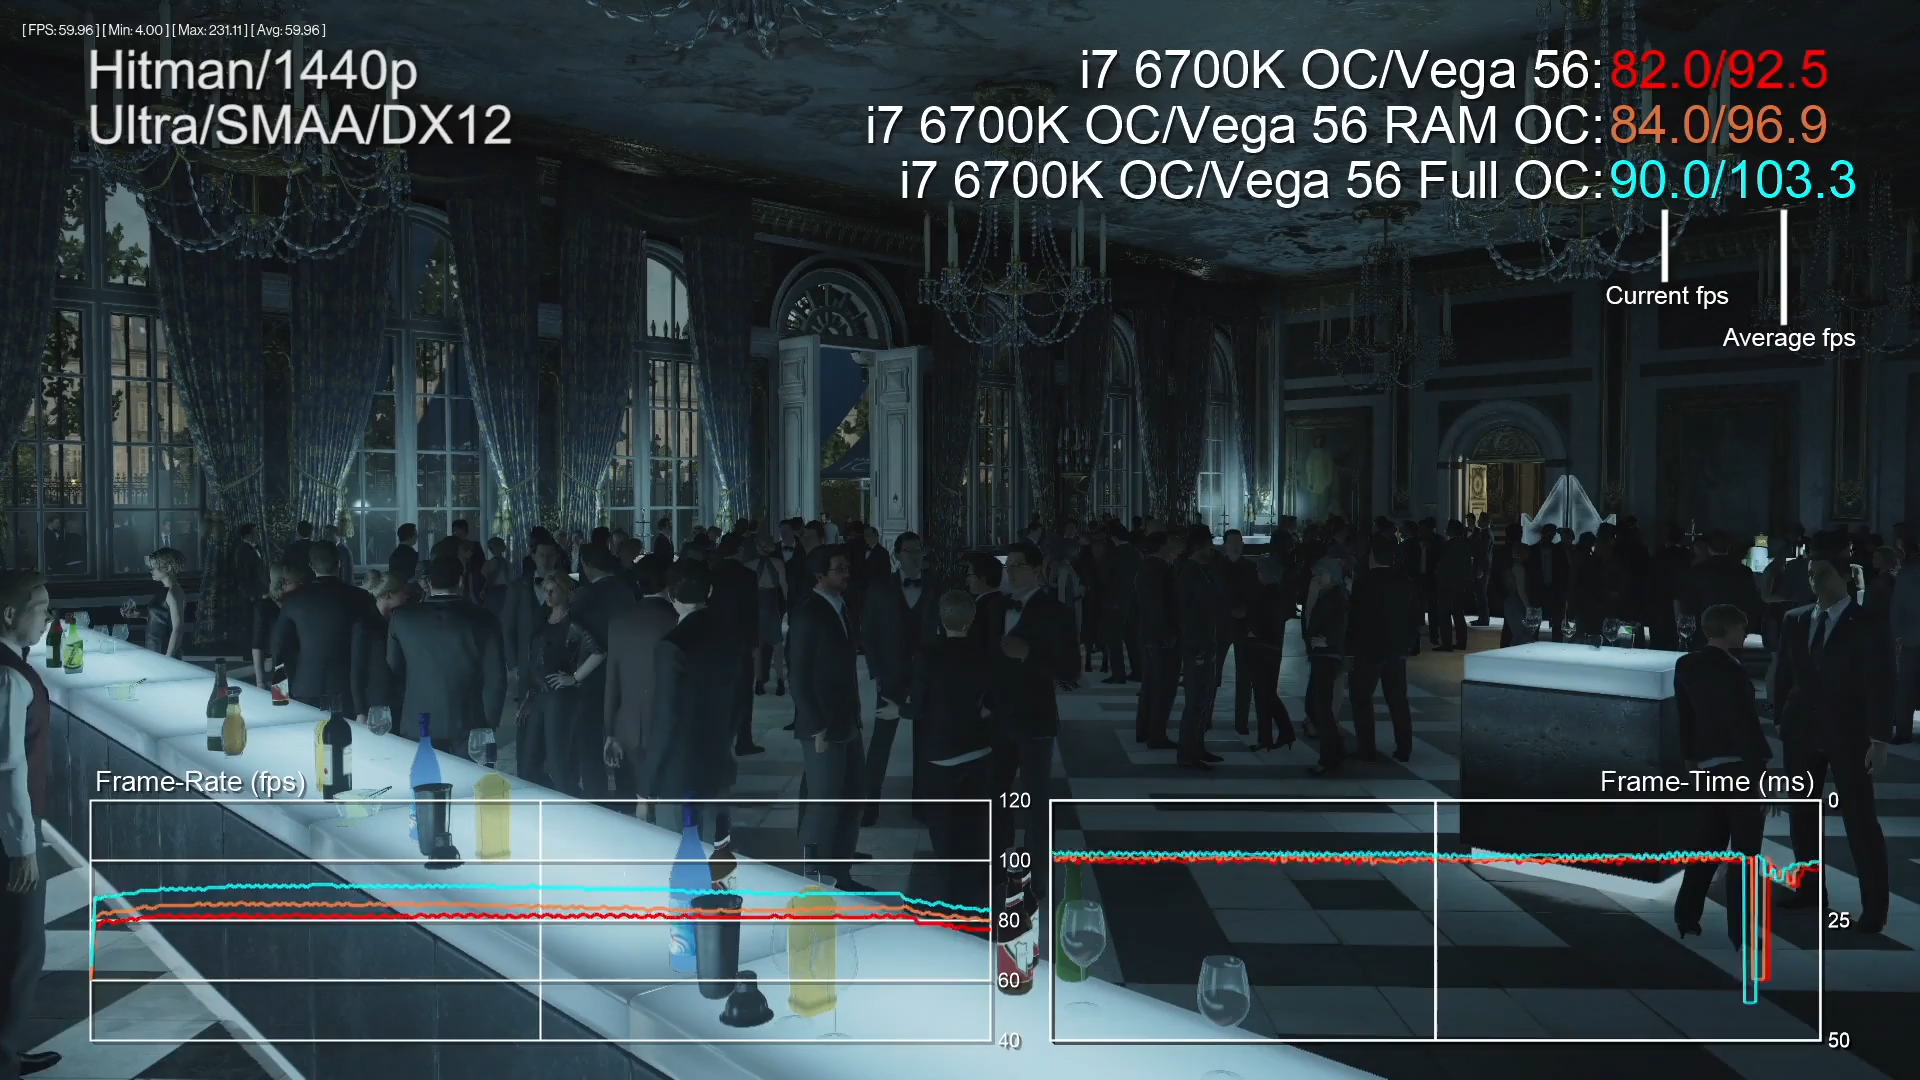 [ FPS: 59.96 ] [ Min: 4.00 ] [ Max: 231.11 ] [ Avg: 59.96 ]
Hitman/1440p
Ultra/SMAA/DX12
i7 6700K OC/Vega 56: 82.0/92.5
i7 6700K OC/Vega 56 RAM OC: 84.0/96.9
i7 6700K OC/Vega 56 Full OC: 90.0/103.3
Current fps
Average fps
Frame-Rate (fps)
120
100
80
60
40
Frame-Time (ms)
0
25
50